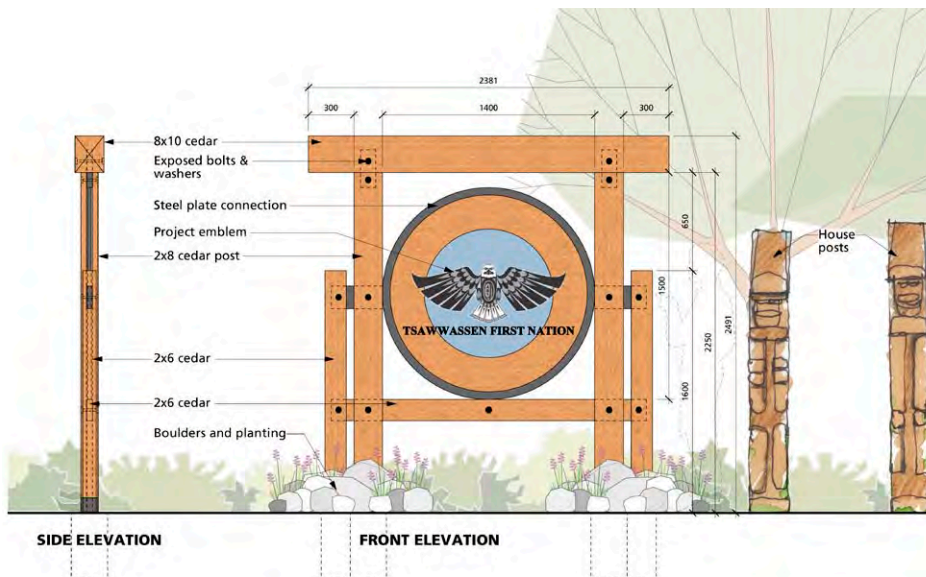 2381
300
1400
300
8x10 cedar
Exposed bolts &
washers
Steel plate connection
Project emblem
2x8 cedar post
2x6 cedar
2x6 cedar
Boulders and planting
TSAWWASSEN FIRST NATION
650
1500
2250
2491
1600
House
posts
SIDE ELEVATION
FRONT ELEVATION